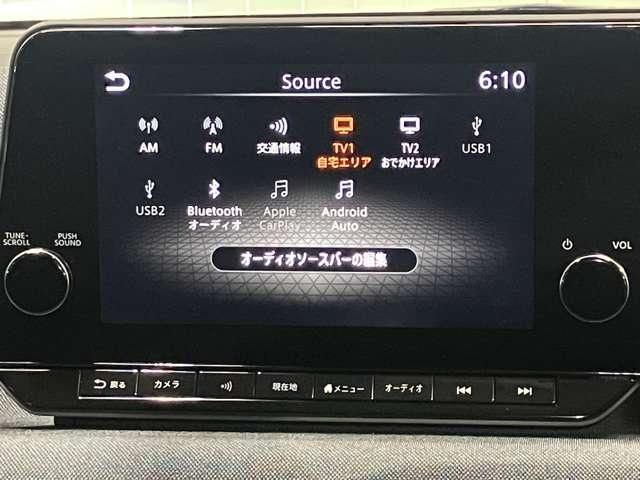 Source
6:10
AM
FM
交通情報
TV1
自宅エリア
TV2
おでかけエリア
USB1
USB2
Bluetooth
オーディオ
Apple
CarPlay
Android
Auto
オーディオソースバーの編集
TUNE・
SCROLL
PUSH
SOUND
VOL
戻る
カメラ
現在地
メニュー
オーディオ